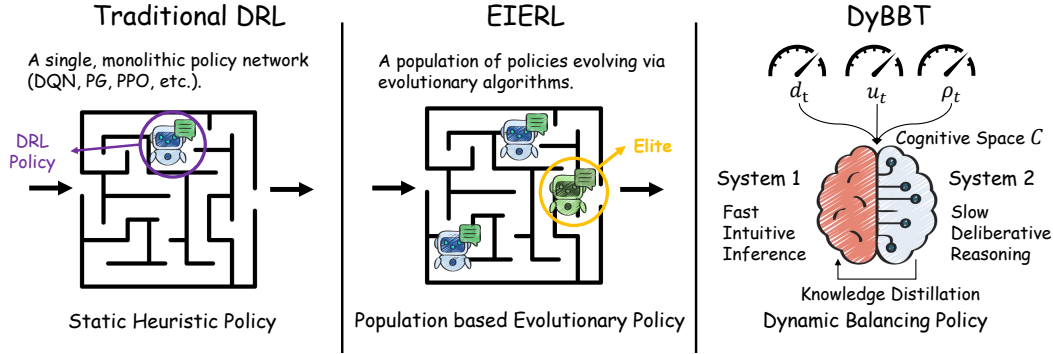 Traditional DRL
A single, monolithic policy network
(DQN, PG, PPO, etc.).
DRL
Policy
Static Heuristic Policy
EIERL
A population of policies evolving via
evolutionary algorithms.
Elite
Population based Evolutionary Policy
DyBBT
d_t
u_t
ρ_t
Cognitive Space C
System 1
Fast
Intuitive
Inference
System 2
Slow
Deliberative
Reasoning
Knowledge Distillation
Dynamic Balancing Policy